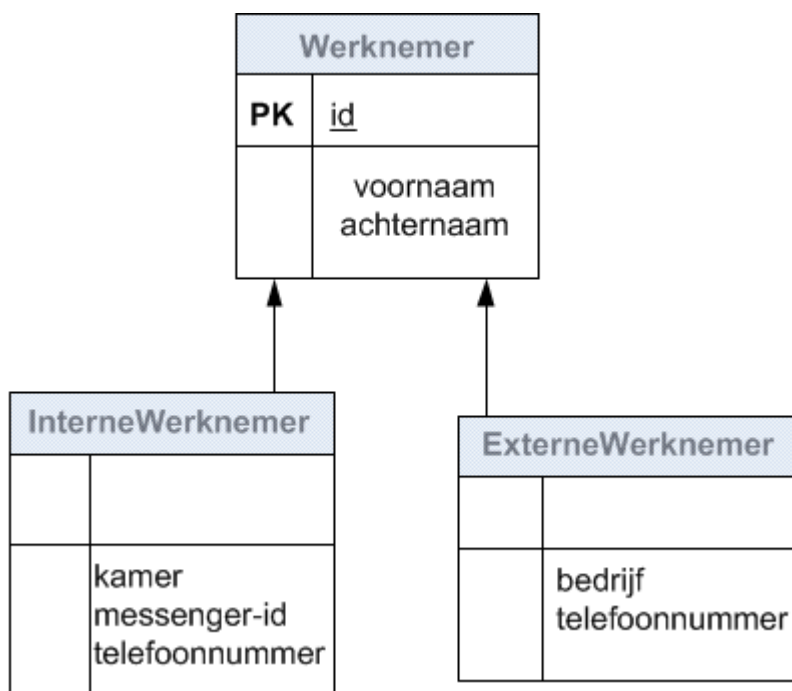 Werknemer
PK id
voornaam
achternaam
InterneWerknemer
kamer
messenger-id
telefoonnummer
ExterneWerknemer
bedrijf
telefoonnummer